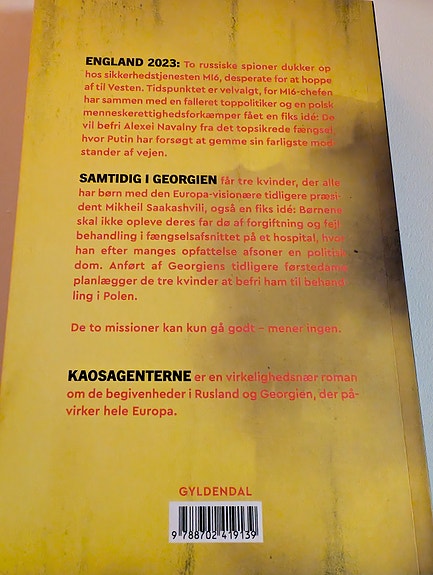 ENGLAND 2023: To russiske spioner dukker op
hos sikkerhedstjenesten MI6, desperate for at hoppe
af til Vesten. Tidspunktet er velvalgt, for MI6-chefen
har sammen med en falleret toppolitiker og en polsk
menneskerettighedsforkæmper fået en fiks idé: De
vil befri Alexei Navalny fra det topsikrede fængsel,
hvor Putin har forsøgt at gemme sin farligste mod
stander af vejen.
SAMTIDIG I GEORGIEN får tre kvinder, der alle
har børn med den Europa-visionære tidligere præsi-
dent Mikheil Saakashvili, også en fiks idé: Børnene
skal ikke opleve deres far dø af forgiftning og fejl
behandling i fængselsafsnittet på et hospital, hvor
han efter manges opfattelse afsoner en politisk
dom. Anført af Georgiens tidligere førstedame
planlægger de tre kvinder at befri ham til behand
ling i Polen.
De to missioner kan kun gå godt – mener ingen.
KAOSAGENTERNE er en virkelighedsnær roman
om de begivenheder i Rusland og Georgien, der på-
virker hele Europa.
GYLDENDAL
9 788702 419139